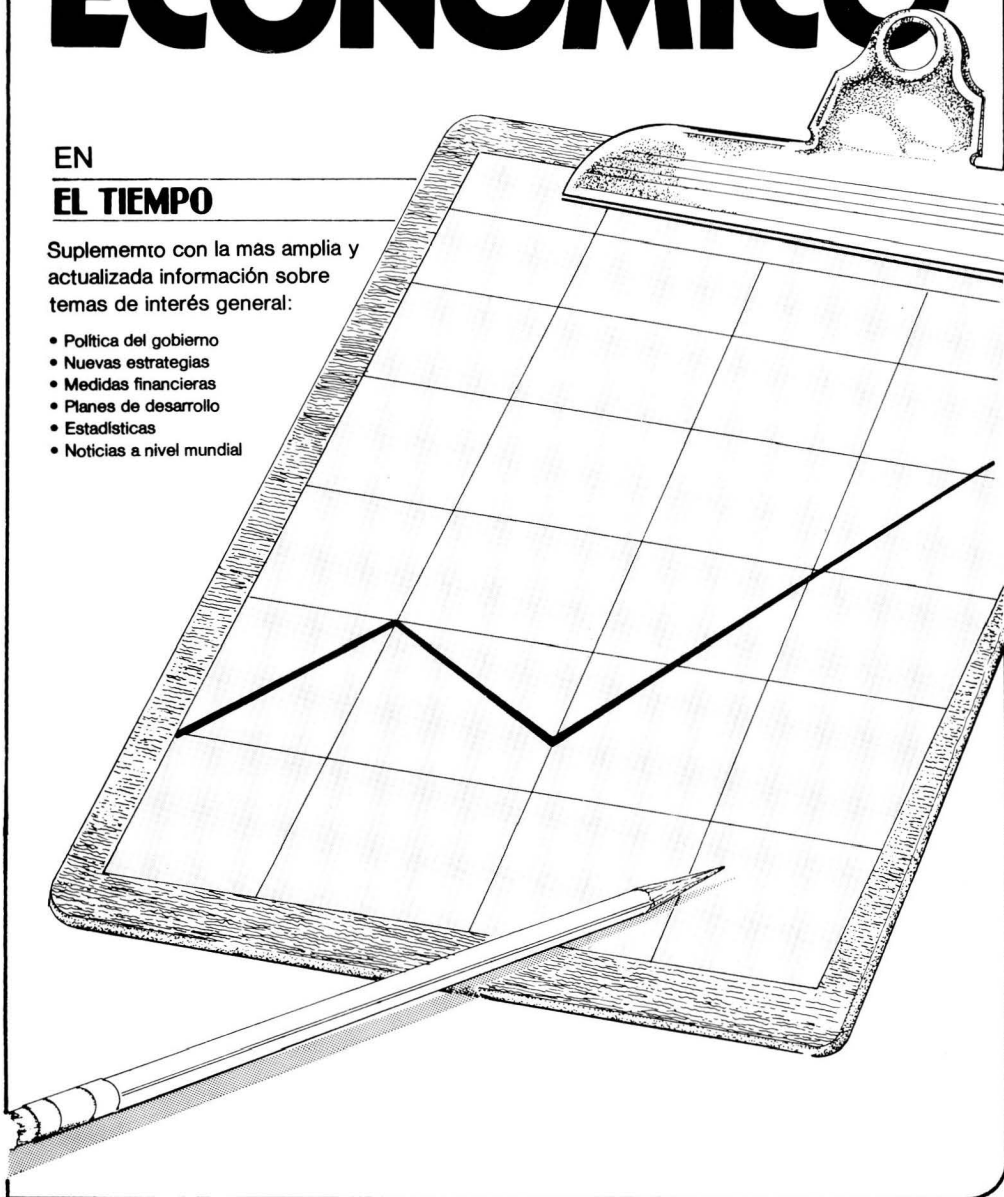 ECONOMICO
EN
EL TIEMPO
Suplememto con la mas amplia y
actualizada información sobre
temas de interés general:
• Política del gobierno
• Nuevas estrategias
• Medidas financieras
• Planes de desarrollo
• Estadísticas
• Noticias a nivel mundial